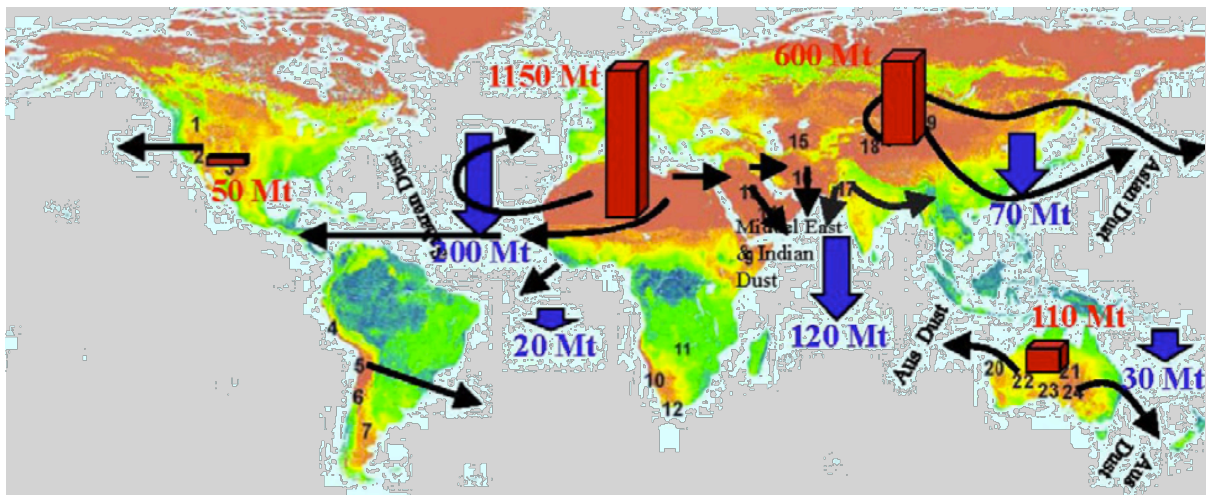 1150 Mt
600 Mt
1
2
3
50 Mt
Saharan Dust
200 Mt
15
16
17
18
19
Middel East
& Indian
Dust
9
70 Mt
Asian Dust
20 Mt
120 Mt
4
5
6
7
10
11
12
110 Mt
Aus Dust
20
21
22
23
24
30 Mt
Aus
Dust